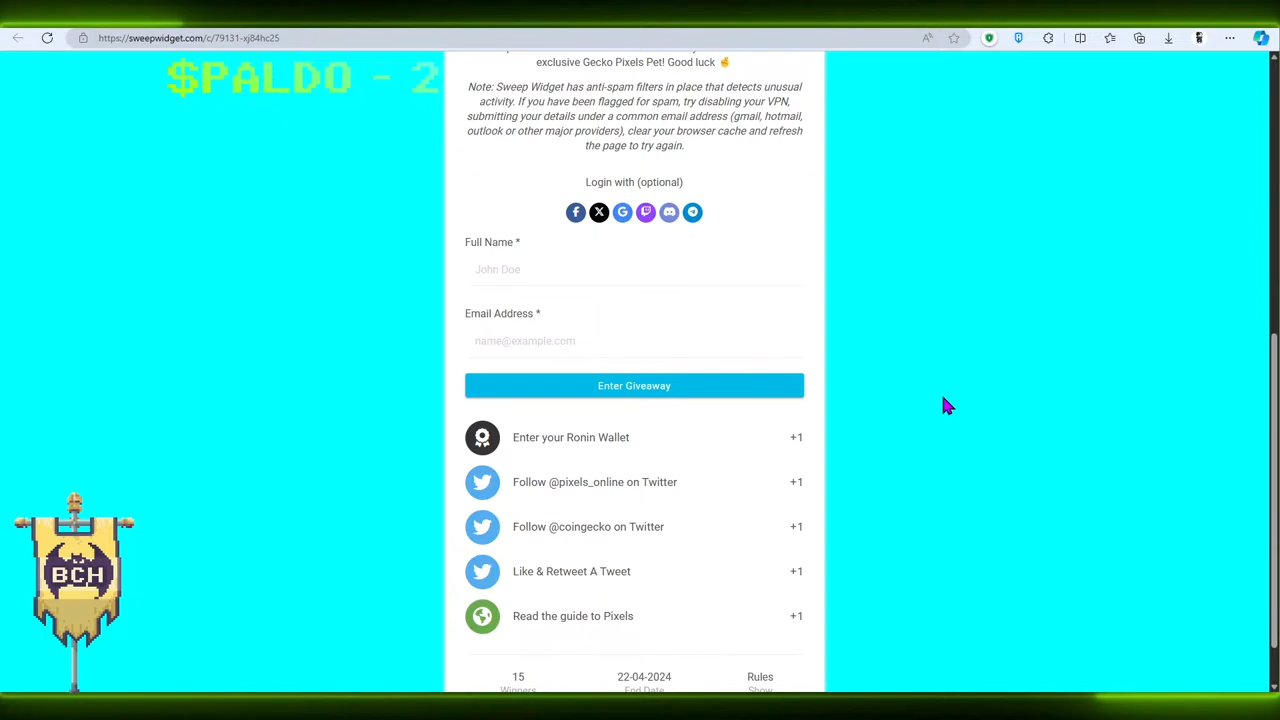 https://sweepwidget.com/c/79131-xj84hc25
$PALDO - 2
exclusive Gecko Pixels Pet! Good luck 🤞
Note: Sweep Widget has anti-spam filters in place that detects unusual
activity. If you have been flagged for spam, try disabling your VPN,
submitting your details under a common email address (gmail, hotmail,
outlook or other major providers), clear your browser cache and refresh
the page to try again.
Login with (optional)
Full Name *
John Doe
Email Address *
name@example.com
Enter Giveaway
Enter your Ronin Wallet +1
Follow @pixels_online on Twitter +1
Follow @coingecko on Twitter +1
Like & Retweet A Tweet +1
Read the guide to Pixels +1
BCH
15 22-04-2024 Rules
Winners End Date Show